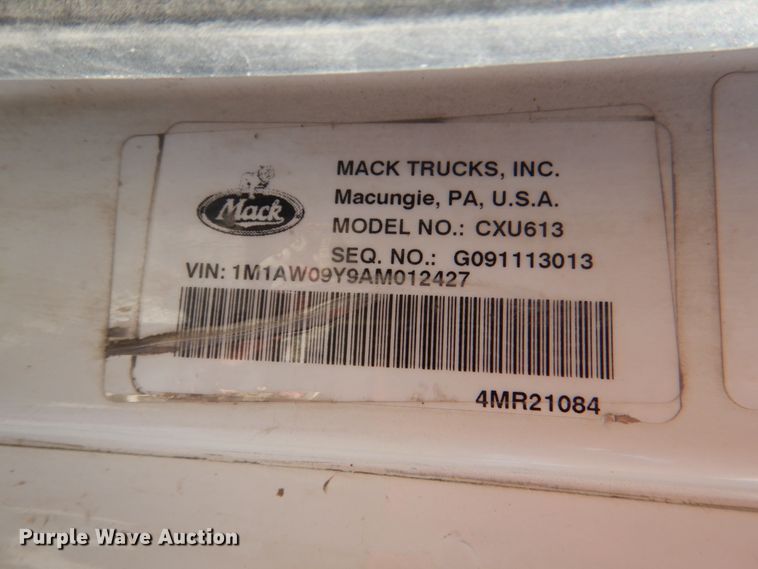 Mack
MACK TRUCKS, INC.
Macungie, PA, U.S.A.
MODEL NO.: CXU613
SEQ. NO.: G091113013
VIN: 1M1AW09Y9AM012427
4MR21084
Purple Wave Auction